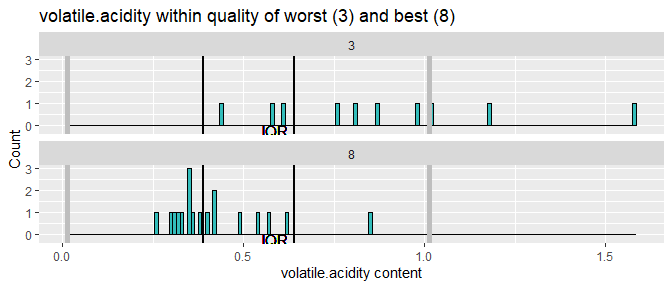 volatile.acidity within quality of worst (3) and best (8)
3
3
2
1
0
IQR
Count
8
3
2
1
0
IQR
0.0 0.5 1.0 1.5
volatile.acidity content